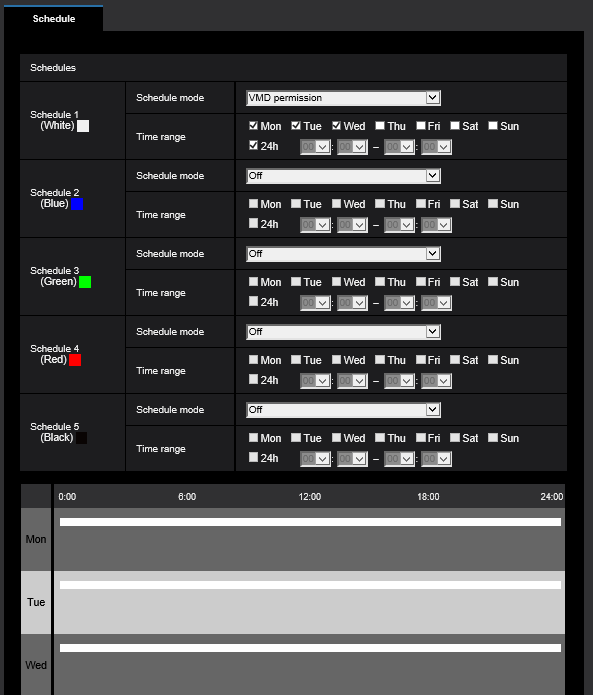 Schedule
Schedules
Schedule 1
(White)
Schedule mode
VMD permission
Time range
Mon Tue Wed Thu Fri Sat Sun
24h 00 : 00 – 00 : 00
Schedule 2
(Blue)
Schedule mode
Off
Time range
Mon Tue Wed Thu Fri Sat Sun
24h 00 : 00 – 00 : 00
Schedule 3
(Green)
Schedule mode
Off
Time range
Mon Tue Wed Thu Fri Sat Sun
24h 00 : 00 – 00 : 00
Schedule 4
(Red)
Schedule mode
Off
Time range
Mon Tue Wed Thu Fri Sat Sun
24h 00 : 00 – 00 : 00
Schedule 5
(Black)
Schedule mode
Off
Time range
Mon Tue Wed Thu Fri Sat Sun
24h 00 : 00 – 00 : 00
0:00 6:00 12:00 18:00 24:00
Mon
Tue
Wed